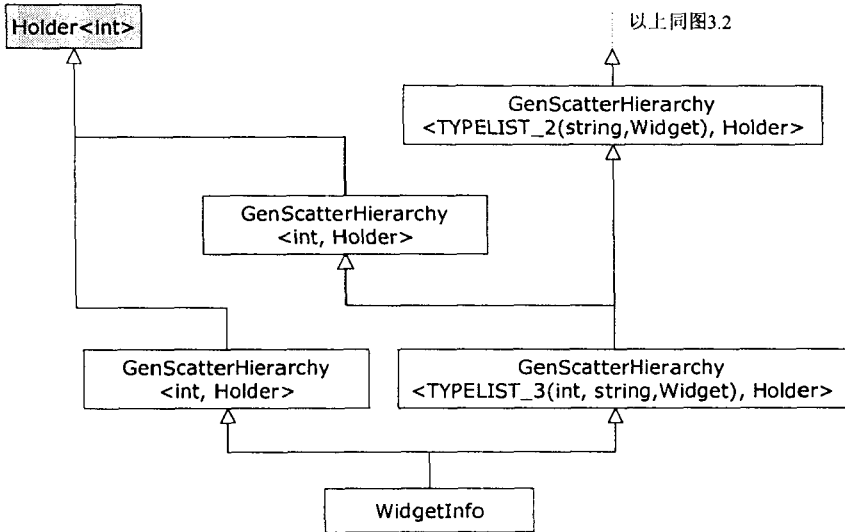 Holder<int>
以上同图3.2
GenScatterHierarchy
<TYPELIST_2(string,Widget), Holder>
GenScatterHierarchy
<int, Holder>
GenScatterHierarchy
<int, Holder>
GenScatterHierarchy
<TYPELIST_3(int, string,Widget), Holder>
WidgetInfo